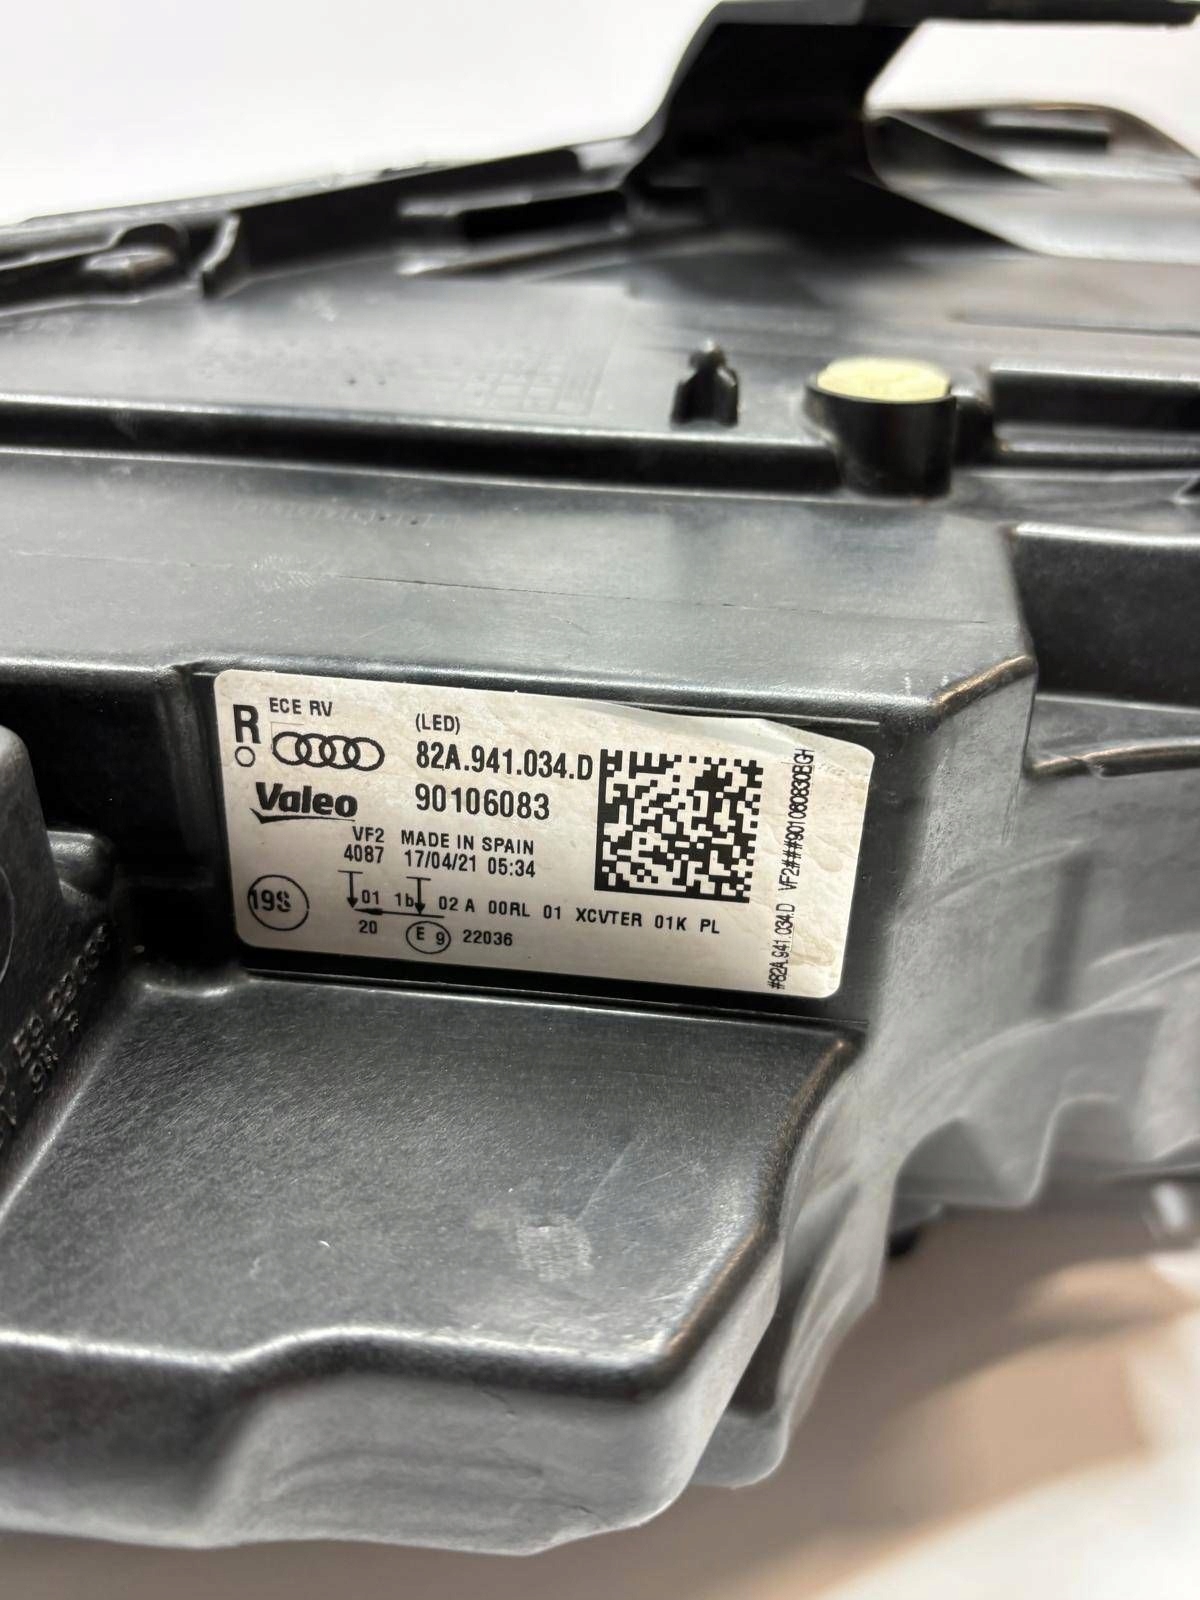 R
ECE RV
(LED)
82A.941.034.D
Valeo
90106083
VF2 MADE IN SPAIN
4087 17/04/21 05:34
19S
01 1b 02 A 00RL 01 XCVTER 01K PL
20 E 9 22036
#82A.941.034.D VF2###901060830BGH